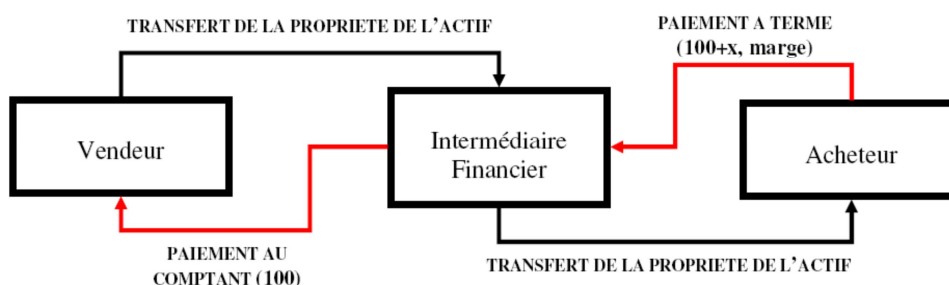 TRANSFERT DE LA PROPRIETE DE L'ACTIF
PAIEMENT A TERME
(100+x, marge)
Vendeur
Intermédiaire
Financier
Acheteur
PAIEMENT AU
COMPTANT (100)
TRANSFERT DE LA PROPRIETE DE L'ACTIF